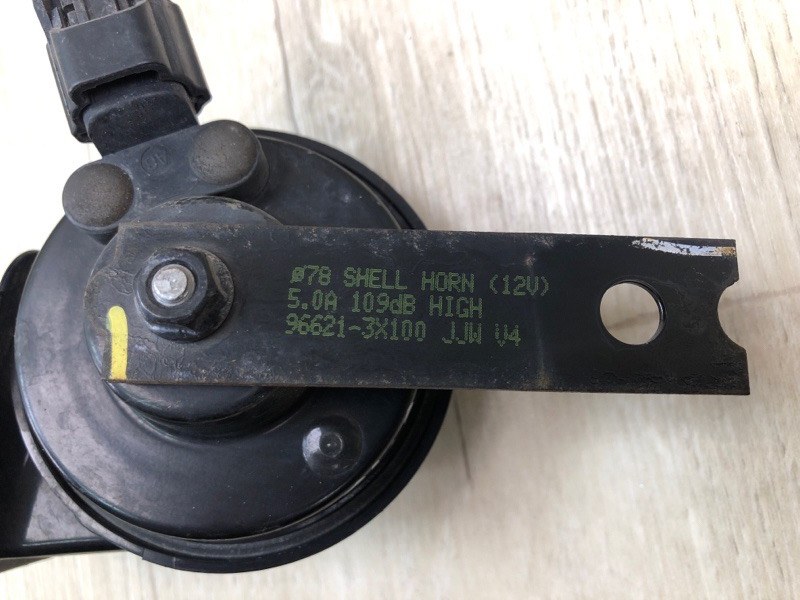 ø78 SHELL HORN (12V)
5.0A 109dB HIGH
96621-3X100 JJW V4